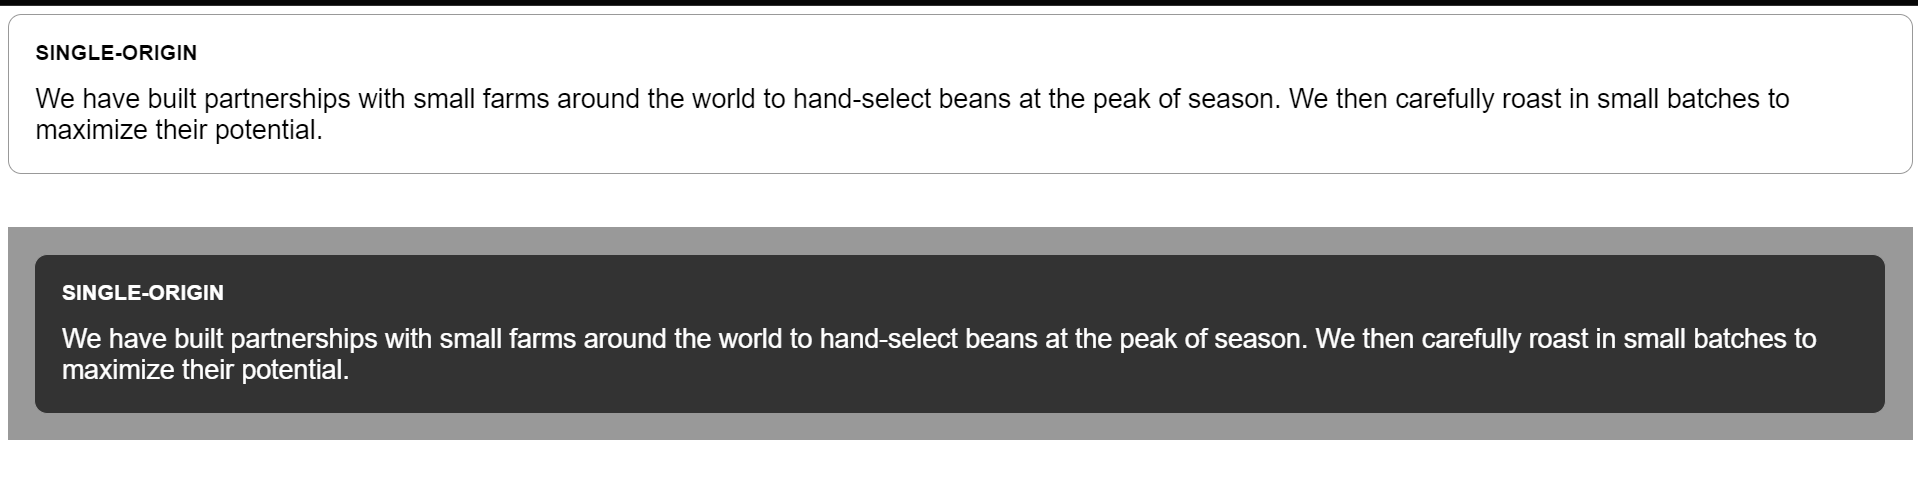 SINGLE-ORIGIN
We have built partnerships with small farms around the world to hand-select beans at the peak of season. We then carefully roast in small batches to
maximize their potential.
SINGLE-ORIGIN
We have built partnerships with small farms around the world to hand-select beans at the peak of season. We then carefully roast in small batches to
maximize their potential.